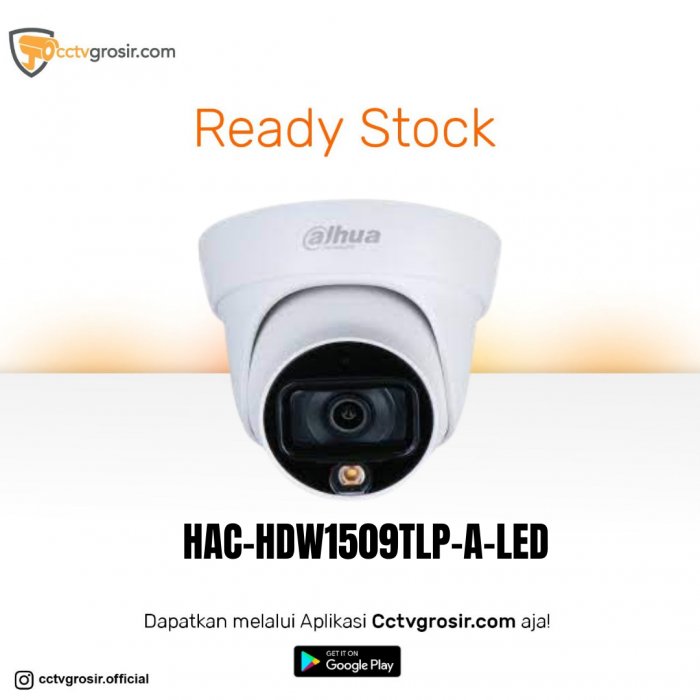 cctvgrosir.com
Ready Stock
alhua
HAC-HDW1509TLP-A-LED
Dapatkan melalui Aplikasi Cctvgrosir.com aja!
GET IT ON
Google Play
cctvgrosir.official